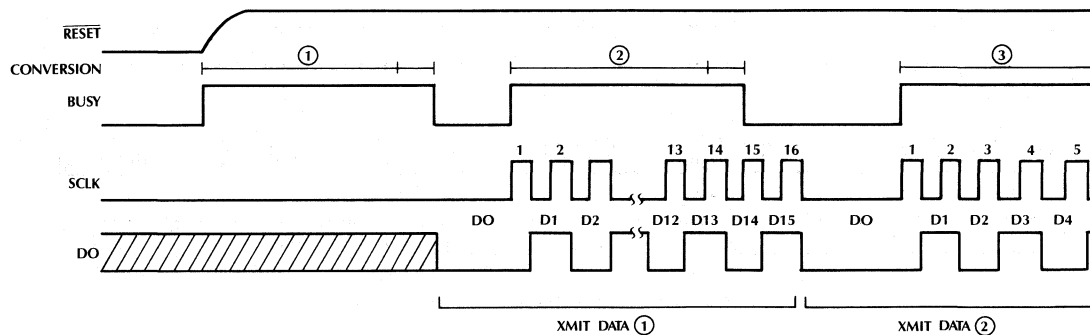 RESET
CONVERSION ① ② ③
BUSY
1 2 13 14 15 16 1 2 3 4 5
SCLK
DO D1 D2 D12 D13 D14 D15 DO D1 D2 D3 D4
DO
XMIT DATA ① XMIT DATA ②